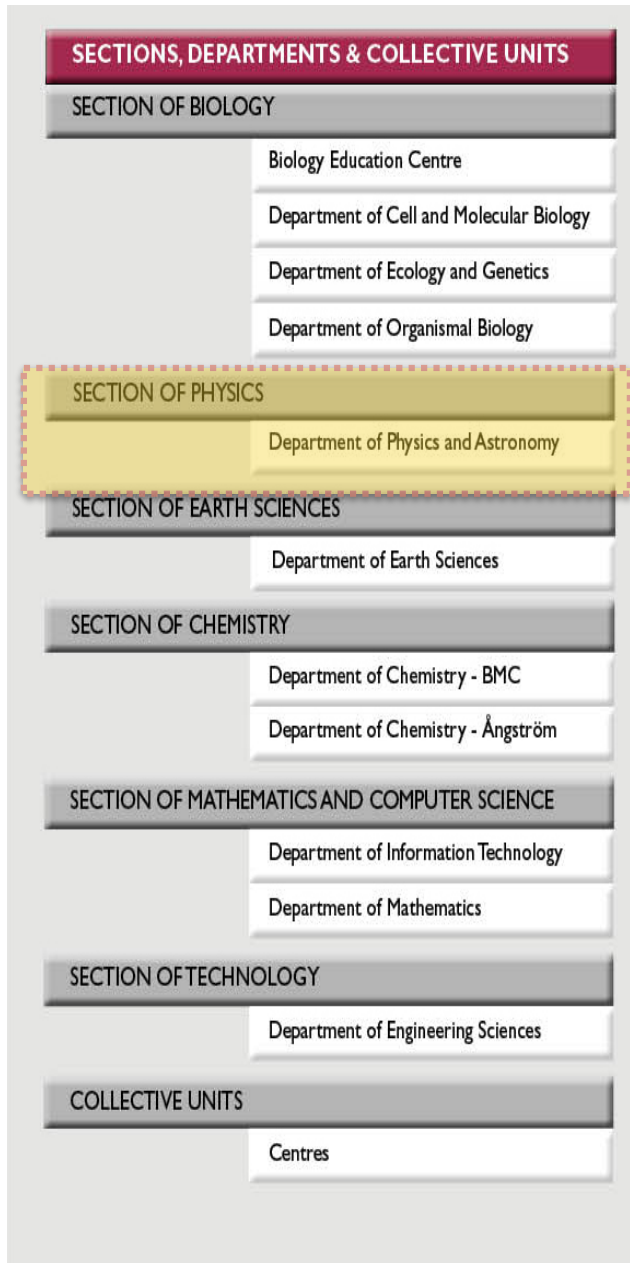 SECTIONS, DEPARTMENTS & COLLECTIVE UNITS
SECTION OF BIOLOGY
Biology Education Centre
Department of Cell and Molecular Biology
Department of Ecology and Genetics
Department of Organismal Biology
SECTION OF PHYSICS
Department of Physics and Astronomy
SECTION OF EARTH SCIENCES
Department of Earth Sciences
SECTION OF CHEMISTRY
Department of Chemistry - BMC
Department of Chemistry - Ångström
SECTION OF MATHEMATICS AND COMPUTER SCIENCE
Department of Information Technology
Department of Mathematics
SECTION OF TECHNOLOGY
Department of Engineering Sciences
COLLECTIVE UNITS
Centres